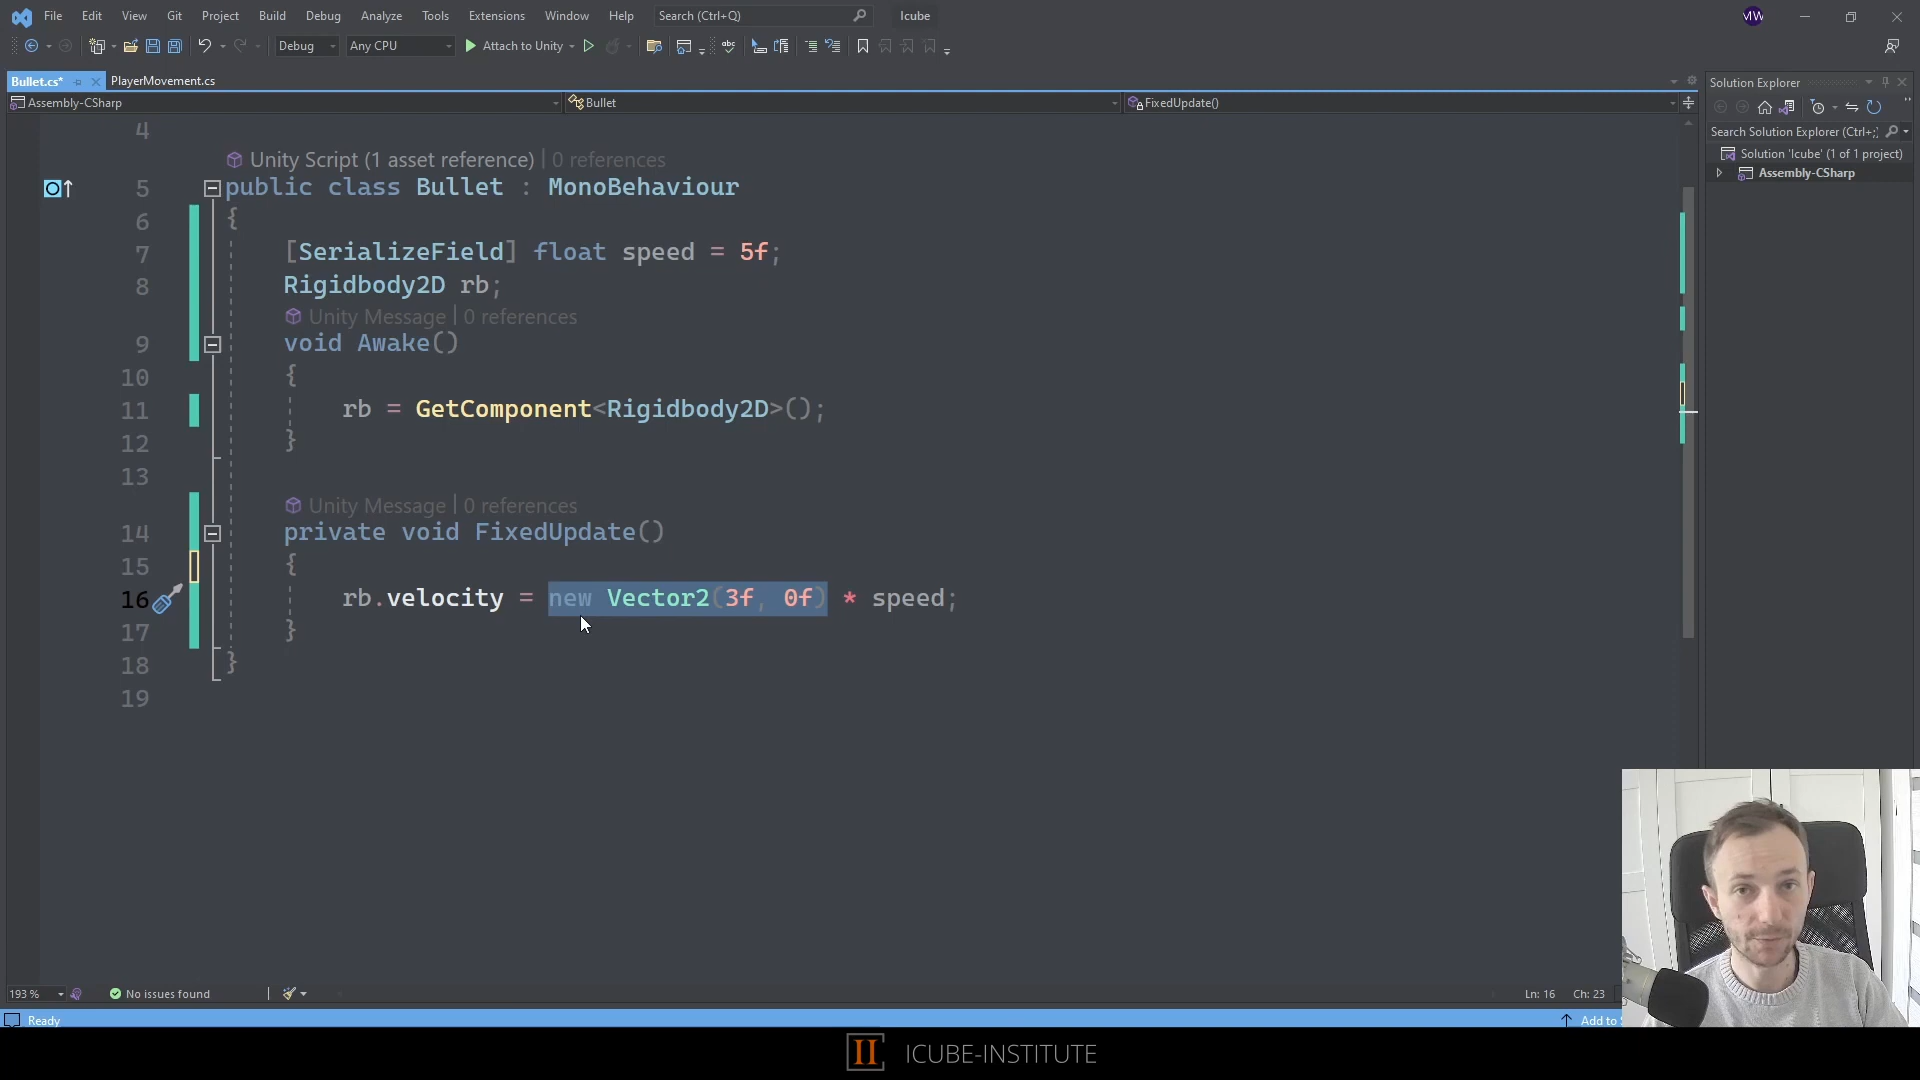 File Edit View Git Project Build Debug Analyze Tools Extensions Window Help Search (Ctrl+Q) Icube MW
Debug Any CPU Attach to Unity
Bullet.cs* PlayerMovement.cs
Assembly-CSharp Bullet FixedUpdate()
4
Unity Script (1 asset reference) | 0 references
5 public class Bullet : MonoBehaviour
6 {
7 [SerializeField] float speed = 5f;
8 Rigidbody2D rb;
Unity Message | 0 references
9 void Awake()
10 {
11 rb = GetComponent<Rigidbody2D>();
12 }
13
Unity Message | 0 references
14 private void FixedUpdate()
15 {
16 rb.velocity = new Vector2(3f, 0f) * speed;
17 }
18 }
19
Solution Explorer
Search Solution Explorer (Ctrl+;)
Solution 'Icube' (1 of 1 project)
Assembly-CSharp
193 % No issues found Ln: 16 Ch: 23
Ready Add to
II ICUBE-INSTITUTE